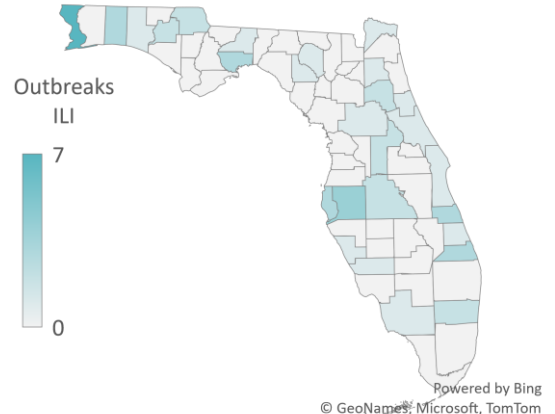 Outbreaks
ILI
7
0
Powered by Bing
© GeoNames, Microsoft, TomTom